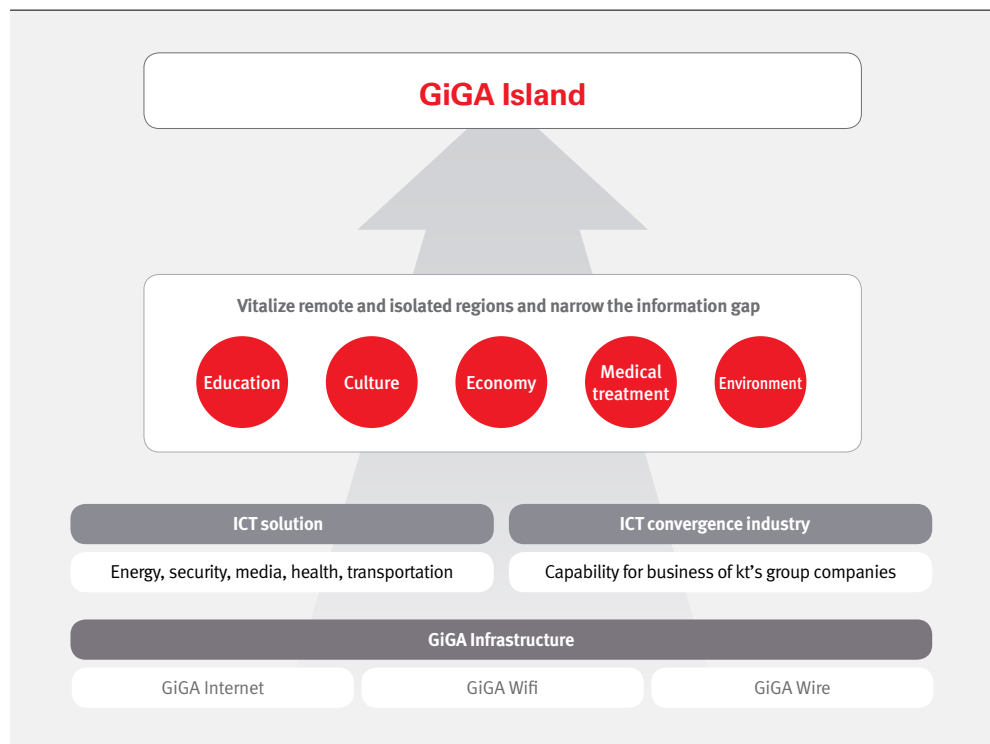 GiGA Island
Vitalize remote and isolated regions and narrow the information gap
Education
Culture
Economy
Medical
treatment
Environment
ICT solution
ICT convergence industry
Energy, security, media, health, transportation
Capability for business of kt's group companies
GiGA Infrastructure
GiGA Internet
GiGA Wifi
GiGA Wire